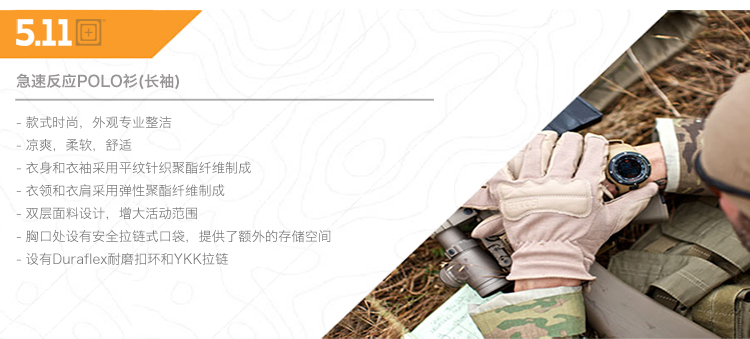 5.11
急速反应POLO衫(长袖)
- 款式时尚，外观专业整洁
- 凉爽，柔软，舒适
- 衣身和衣袖采用平纹针织聚酯纤维制成
- 衣领和衣肩采用弹性聚酯纤维制成
- 双层面料设计，增大活动范围
- 胸口处设有安全拉链式口袋，提供了额外的存储空间
- 设有Duraflex耐磨扣环和YKK拉链